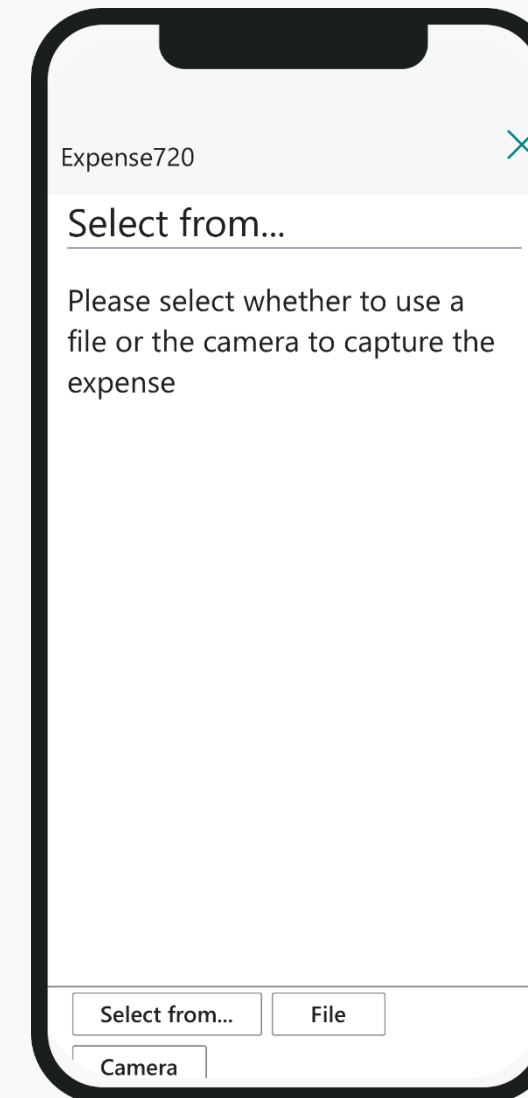 Expense720
Select from...
Please select whether to use a
file or the camera to capture the
expense
Select from... File
Camera